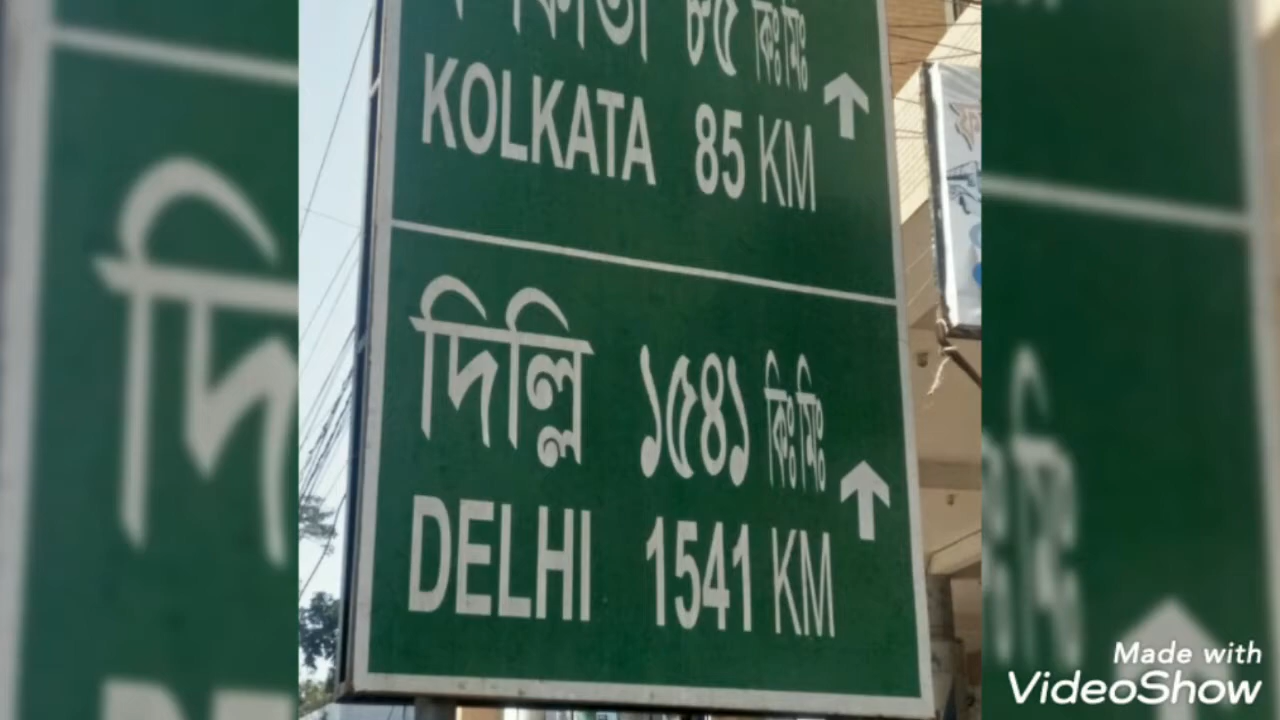 কলকাতা ৮৫ কিঃমিঃ
KOLKATA 85 KM
দিল্লি ১৫৪১ কিঃমিঃ
DELHI 1541 KM
Made with
VideoShow